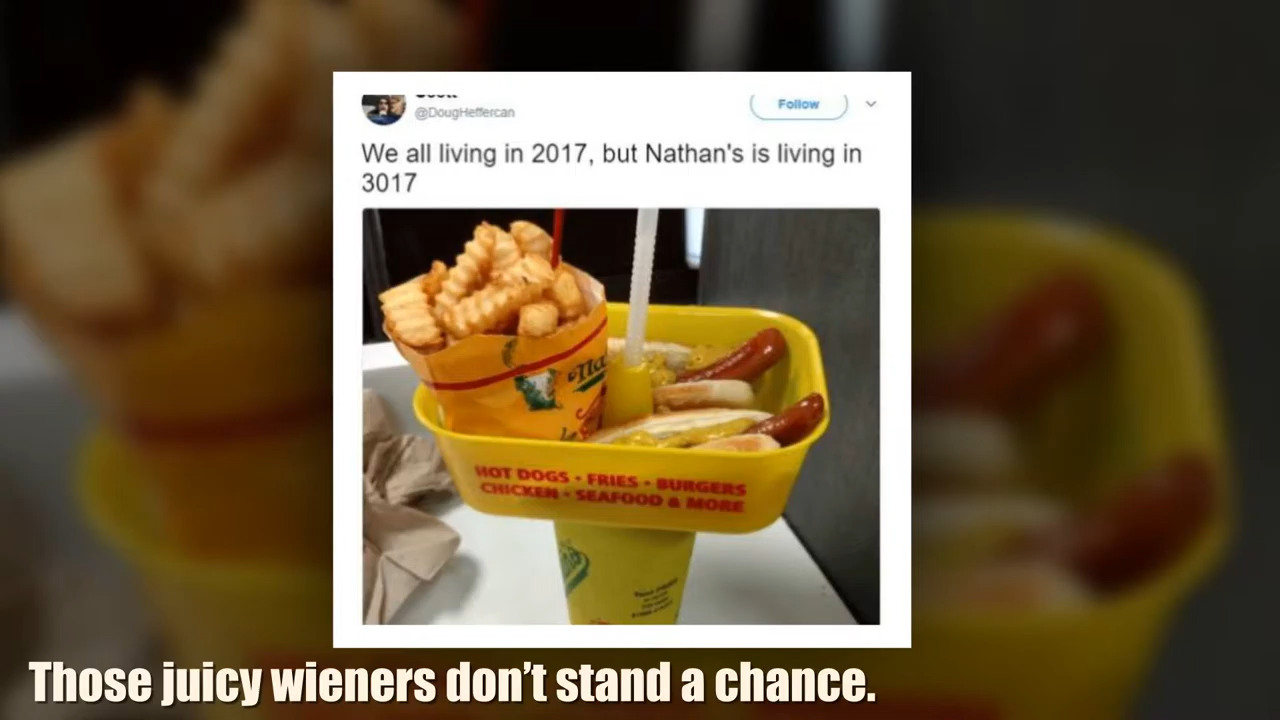 @DougHeffercan
Follow
We all living in 2017, but Nathan's is living in
3017
HOT DOGS • FRIES • BURGERS
CHICKEN • SEAFOOD & MORE
Those juicy wieners don't stand a chance.